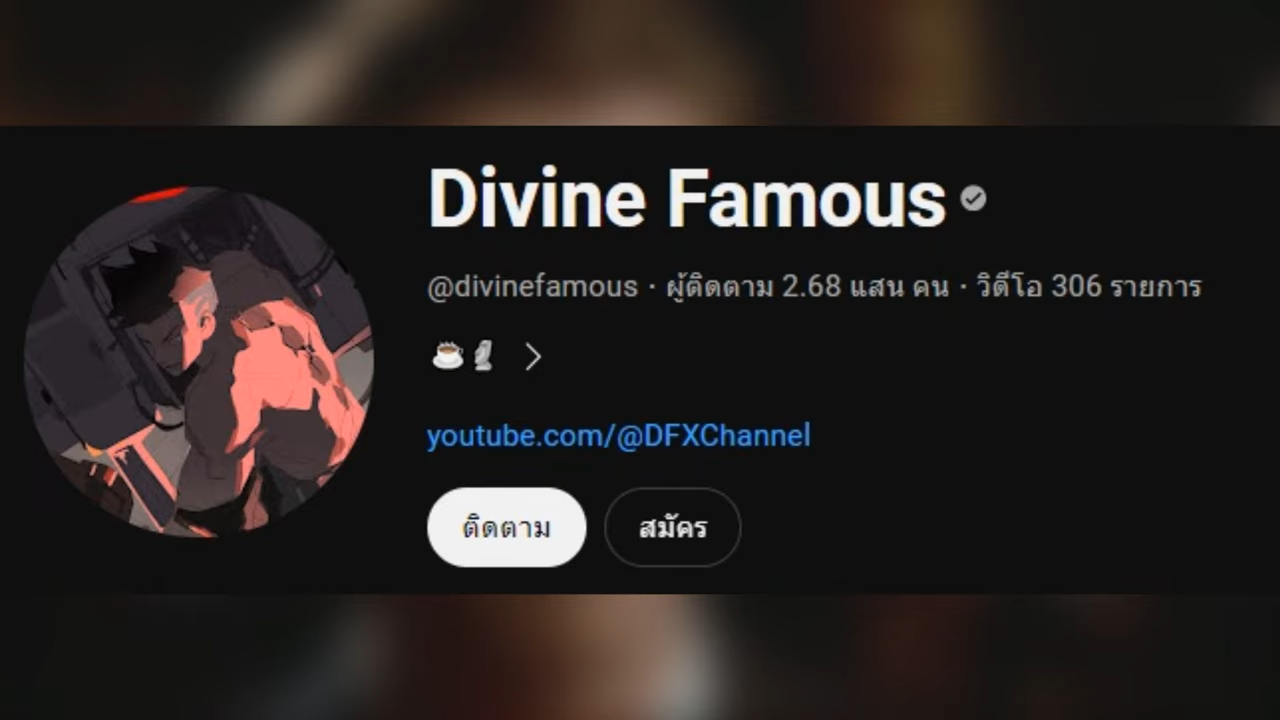 Divine Famous
@divinefamous · ผู้ติดตาม 2.68 แสน คน · วิดีโอ 306 รายการ
☕🗿 >
youtube.com/@DFXChannel
ติดตาม
สมัคร